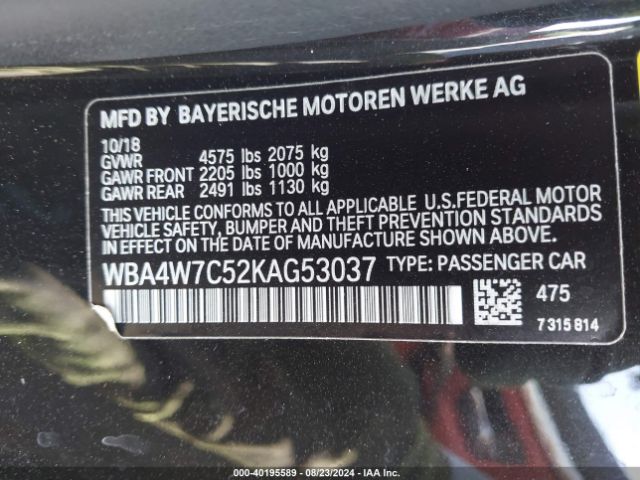 MFD BY BAYERISCHE MOTOREN WERKE AG
10/18
GVWR 4575 lbs 2075 kg
GAWR FRONT 2205 lbs 1000 kg
GAWR REAR 2491 lbs 1130 kg
THIS VEHICLE CONFORMS TO ALL APPLICABLE U.S.FEDERAL MOTOR
VEHICLE SAFETY, BUMPER AND THEFT PREVENTION STANDARDS
IN EFFECT ON THE DATE OF MANUFACTURE SHOWN ABOVE.
WBA4W7C52KAG53037 TYPE: PASSENGER CAR
475
7315814
000-40195589 - 08/23/2024 - IAA Inc.